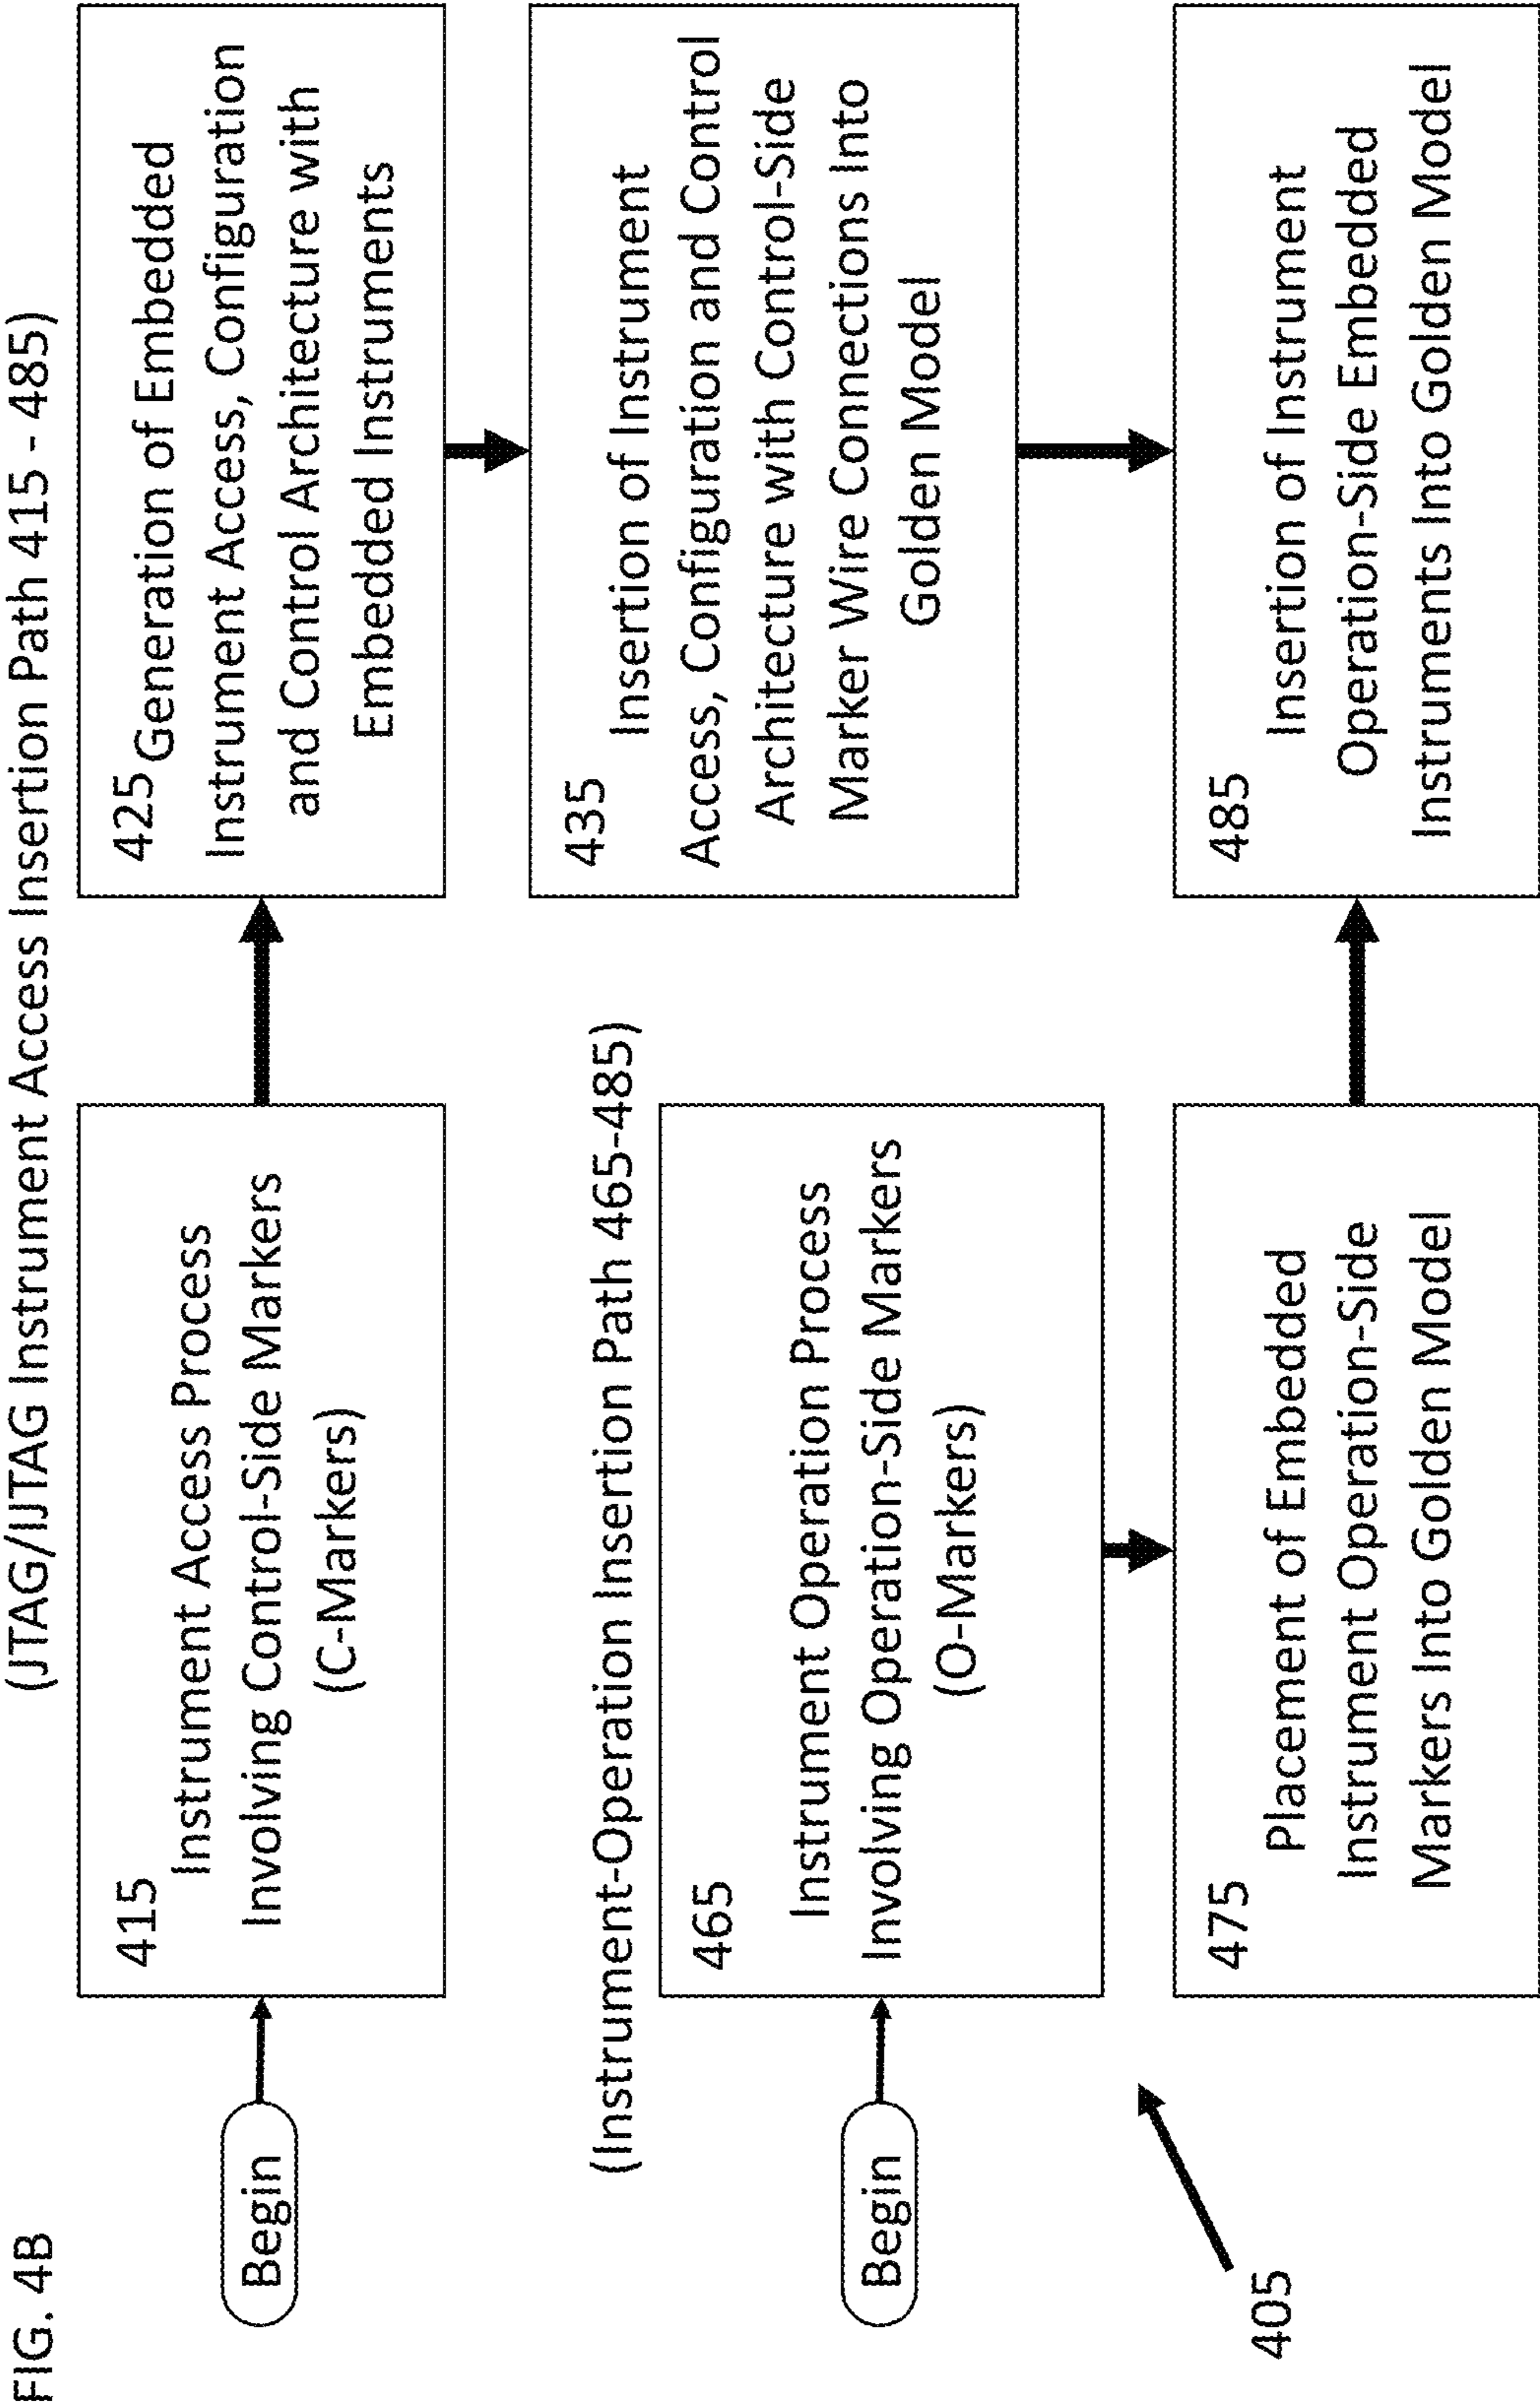 FIG. 4B
(JTAG/IJTAG Instrument Access Insertion Path 415 - 485)
Begin
415
Instrument Access Process
Involving Control-Side Markers
(C-Markers)
425
Generation of Embedded
Instrument Access, Configuration
and Control Architecture with
Embedded Instruments
435
Insertion of Instrument
Access, Configuration and Control
Architecture with Control-Side
Marker Wire Connections Into
Golden Model
(Instrument-Operation Insertion Path 465-485)
Begin
465
Instrument Operation Process
Involving Operation-Side Markers
(O-Markers)
475
Placement of Embedded
Instrument Operation-Side
Markers Into Golden Model
485
Insertion of Instrument
Operation-Side Embedded
Instruments Into Golden Model
405